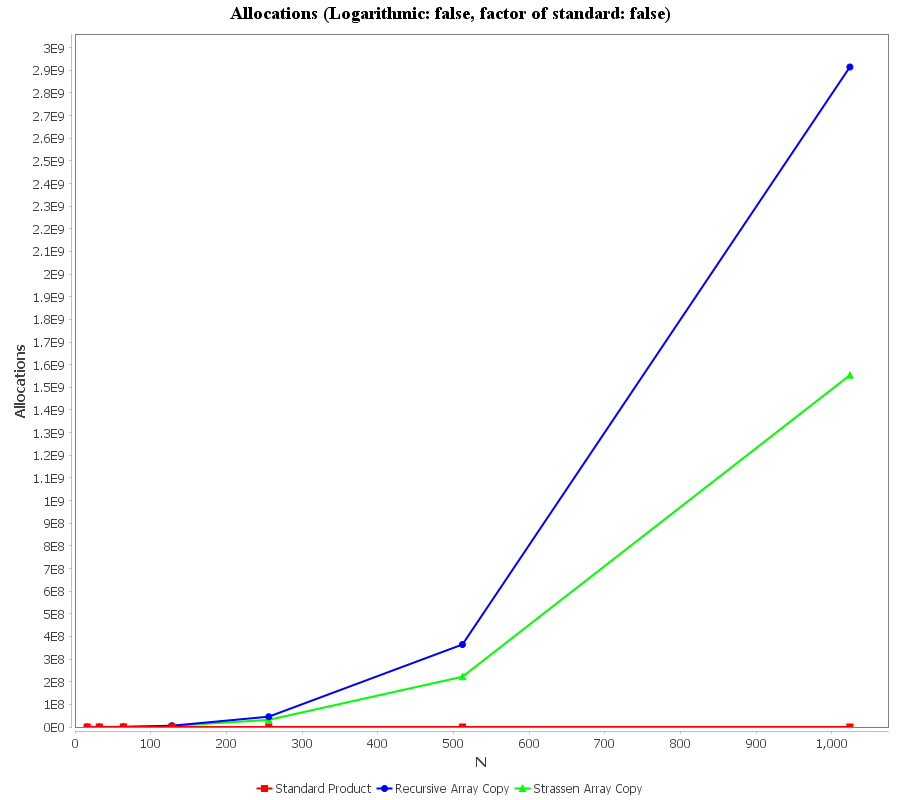 Allocations (Logarithmic: false, factor of standard: false)
3E9
2.9E9
2.8E9
2.7E9
2.6E9
2.5E9
2.4E9
2.3E9
2.2E9
2.1E9
2E9
1.9E9
1.8E9
1.7E9
1.6E9
1.5E9
1.4E9
1.3E9
1.2E9
1.1E9
1E9
9E8
8E8
7E8
6E8
5E8
4E8
3E8
2E8
1E8
0E0
Allocations
0 100 200 300 400 500 600 700 800 900 1,000
N
Standard Product Recursive Array Copy Strassen Array Copy